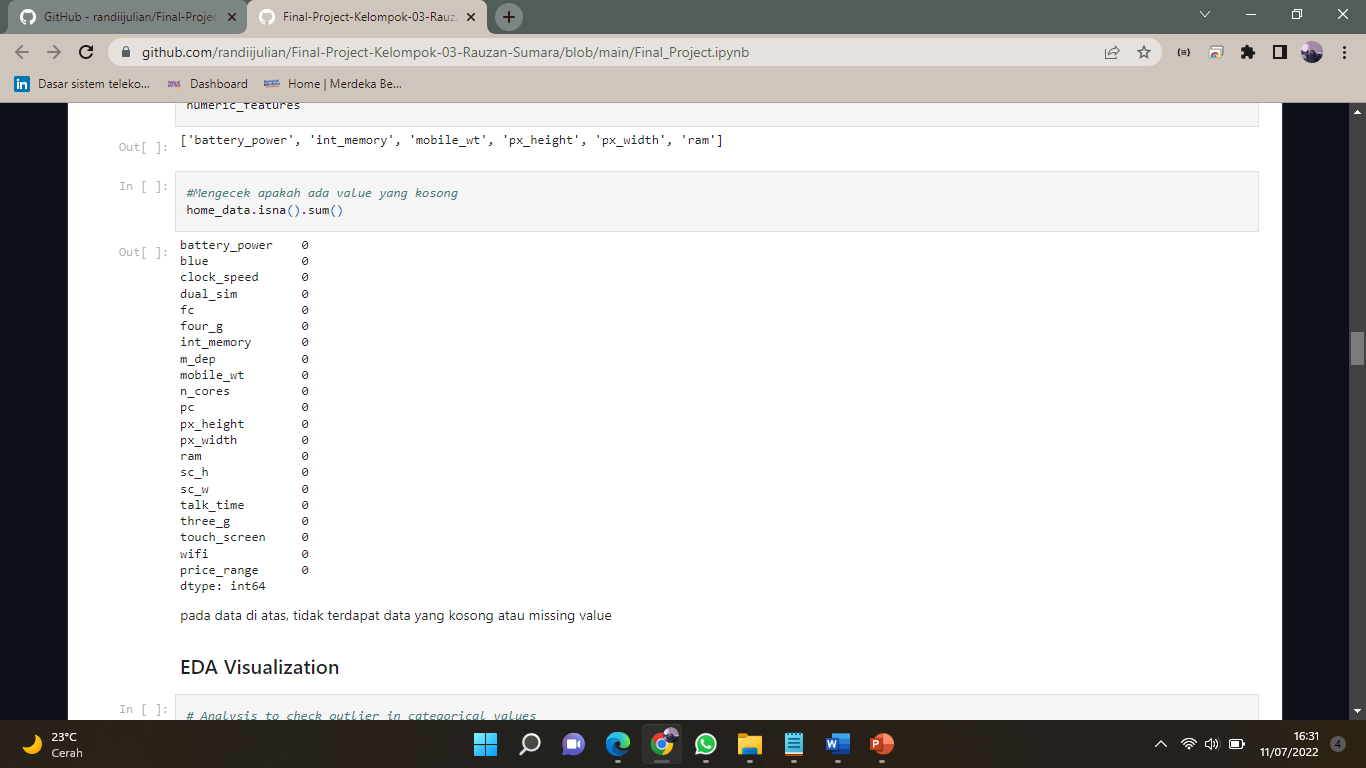 GitHub - randiijulian/Final-Projec
Final-Project-Kelompok-03-Rauza
github.com/randiijulian/Final-Project-Kelompok-03-Rauzan-Sumara/blob/main/Final_Project.ipynb
Dasar sistem teleko...
Dashboard
Home | Merdeka Be...
numeric_features
Out[ ]: ['battery_power', 'int_memory', 'mobile_wt', 'px_height', 'px_width', 'ram']
In [ ]: #Mengecek apakah ada value yang kosong
home_data.isna().sum()
Out[ ]: battery_power 0
blue 0
clock_speed 0
dual_sim 0
fc 0
four_g 0
int_memory 0
m_dep 0
mobile_wt 0
n_cores 0
pc 0
px_height 0
px_width 0
ram 0
sc_h 0
sc_w 0
talk_time 0
three_g 0
touch_screen 0
wifi 0
price_range 0
dtype: int64
pada data di atas, tidak terdapat data yang kosong atau missing value
EDA Visualization
In [ ]: # Analysis to check outlier in categorical values
23°C
Cerah
16:31
11/07/2022
4